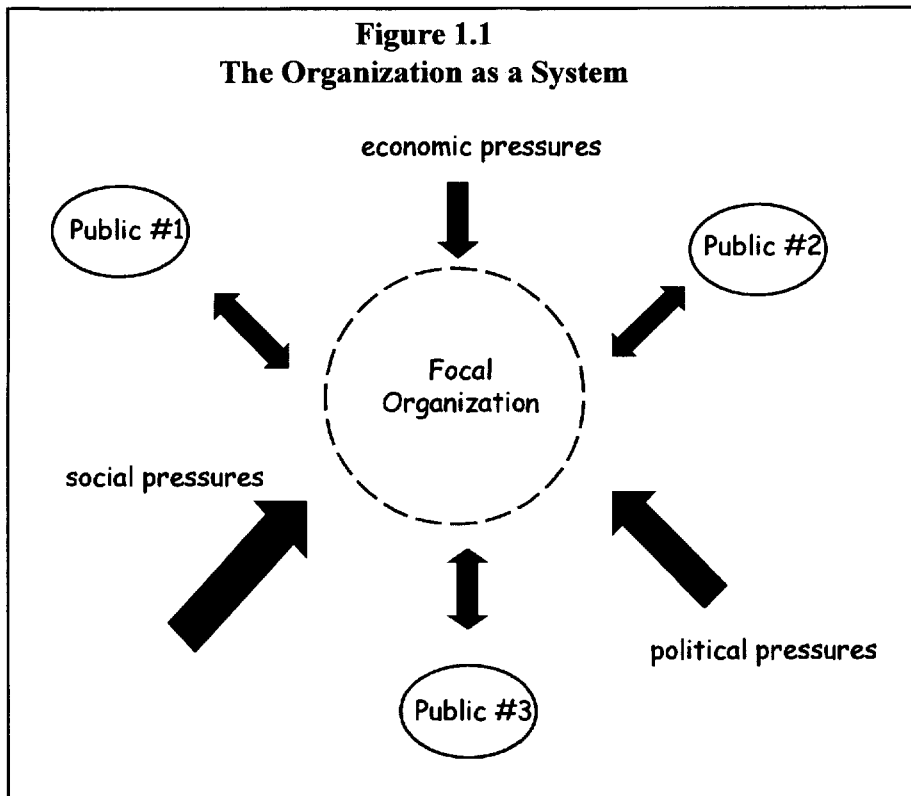 Figure 1.1
The Organization as a System
economic pressures
Public #1
Public #2
Focal
Organization
social pressures
political pressures
Public #3